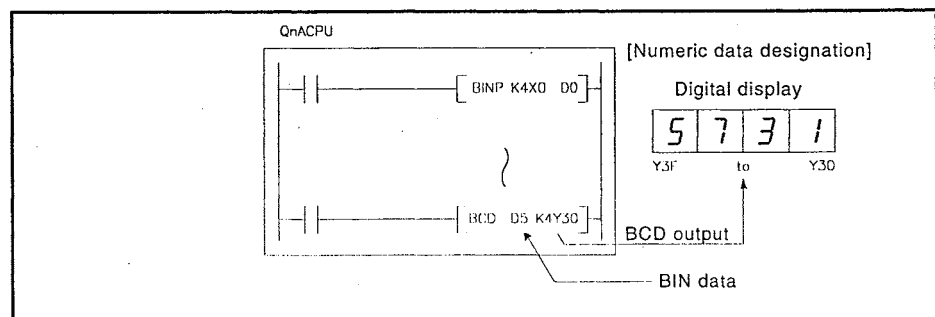 QnACPU
[Numeric data designation]
BINP K4X0 D0
Digital display
5 7 3 1
Y3F to Y30
BCD D5 K4Y30
BCD output
BIN data